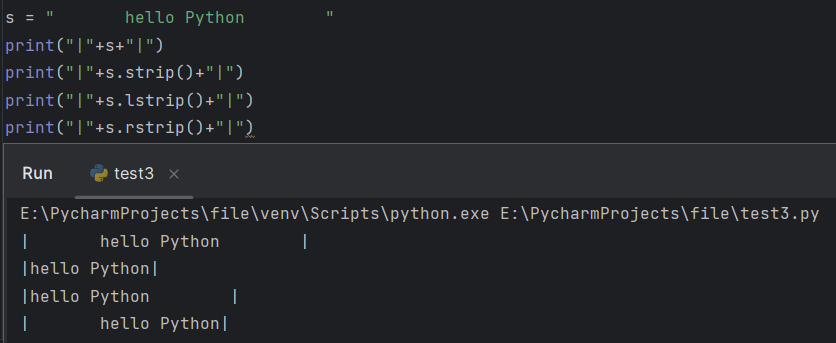 s = "       hello Python        "
print("|"+s+"|")
print("|"+s.strip()+"|")
print("|"+s.lstrip()+"|")
print("|"+s.rstrip()+"|")
Run test3 ×
E:\PycharmProjects\file\venv\Scripts\python.exe E:\PycharmProjects\file\test3.py
|       hello Python        |
|hello Python|
|hello Python        |
|       hello Python|